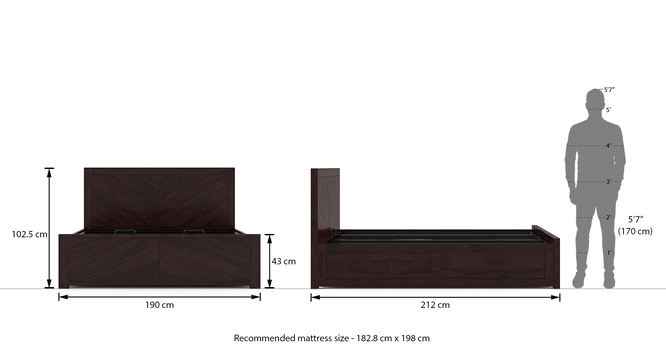 5'7"
5'
4'
3'
2'
1'
102.5 cm
43 cm
190 cm
212 cm
5'7"
(170 cm)
Recommended mattress size - 182.8 cm x 198 cm